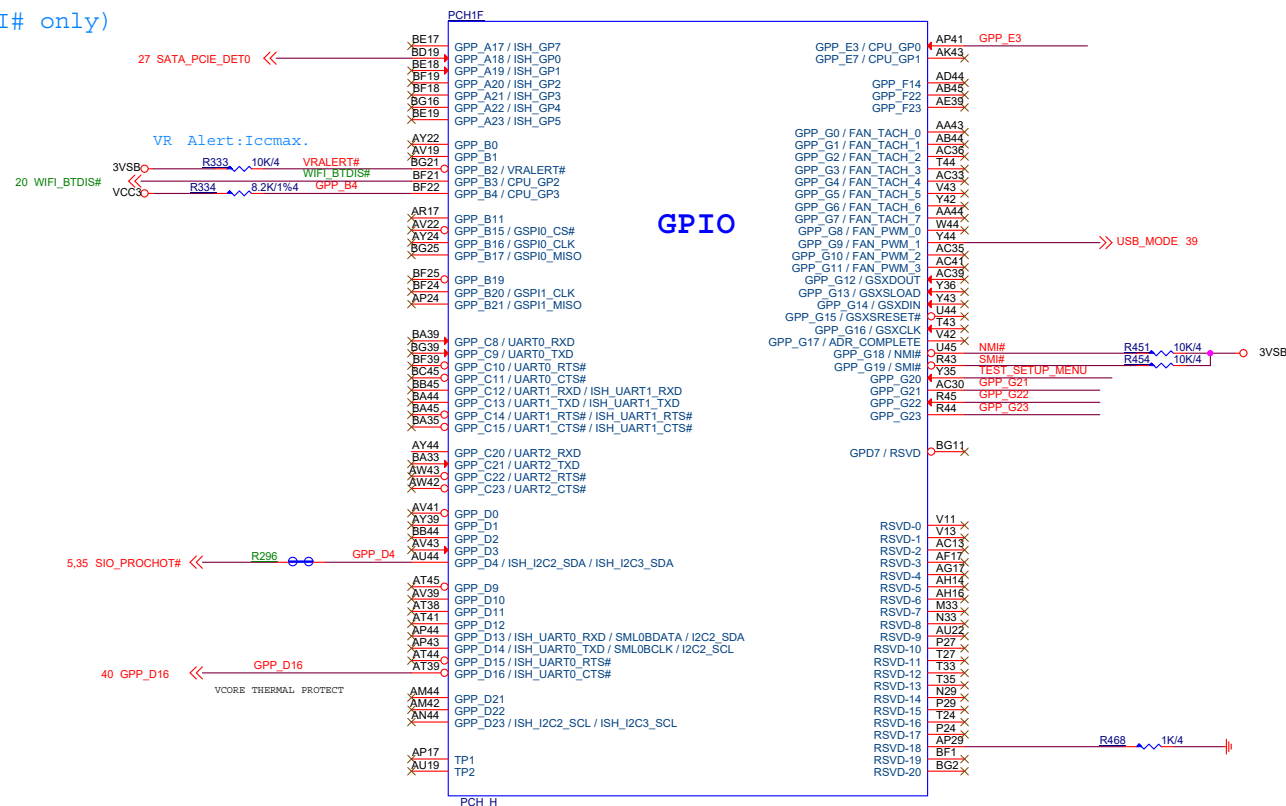 I# only)
PCH1F
BE17 GPP_A17 / ISH_GP7
27 SATA_PCIE_DET0 BD19 GPP_A18 / ISH_GP0
BE18 GPP_A19 / ISH_GP1
BF19 GPP_A20 / ISH_GP2
BF18 GPP_A21 / ISH_GP3
BG16 GPP_A22 / ISH_GP4
BE19 GPP_A23 / ISH_GP5
VR Alert:Iccmax.
AY22 GPP_B0
AV19 GPP_B1
3VSB R333 10K/4 VRALERT# BG21 GPP_B2 / VRALERT#
20 WIFI_BTDIS# WIFI_BTDIS# BF21 GPP_B3 / CPU_GP2
VCC3 R334 8.2K/1%4 GPP_B4 BF22 GPP_B4 / CPU_GP3
AR17 GPP_B11
AV22 GPP_B15 / GSPI0_CS#
AY24 GPP_B16 / GSPI0_CLK
BG25 GPP_B17 / GSPI0_MISO
BF25 GPP_B19
BF24 GPP_B20 / GSPI1_CLK
AP24 GPP_B21 / GSPI1_MISO
BA39 GPP_C8 / UART0_RXD
BG39 GPP_C9 / UART0_TXD
BF39 GPP_C10 / UART0_RTS#
BC45 GPP_C11 / UART0_CTS#
BB45 GPP_C12 / UART1_RXD / ISH_UART1_RXD
BA44 GPP_C13 / UART1_TXD / ISH_UART1_TXD
BA45 GPP_C14 / UART1_RTS# / ISH_UART1_RTS#
BA35 GPP_C15 / UART1_CTS# / ISH_UART1_CTS#
AY44 GPP_C20 / UART2_RXD
BA33 GPP_C21 / UART2_TXD
AW43 GPP_C22 / UART2_RTS#
AW42 GPP_C23 / UART2_CTS#
AV41 GPP_D0
AY39 GPP_D1
BB44 GPP_D2
AV43 GPP_D3
5,35 SIO_PROCHOT# R296 GPP_D4 AU44 GPP_D4 / ISH_I2C2_SDA / ISH_I2C3_SDA
AT45 GPP_D9
AV39 GPP_D10
AT38 GPP_D11
AT41 GPP_D12
AP44 GPP_D13 / ISH_UART0_RXD / SML0BDATA / I2C2_SDA
AP43 GPP_D14 / ISH_UART0_TXD / SML0BCLK / I2C2_SCL
AT44 GPP_D15 / ISH_UART0_RTS#
40 GPP_D16 GPP_D16 AT39 GPP_D16 / ISH_UART0_CTS#
VCORE THERMAL PROTECT
AM44 GPP_D21
AM42 GPP_D22
AN44 GPP_D23 / ISH_I2C2_SCL / ISH_I2C3_SCL
AP17 TP1
AU19 TP2
PCH_H
GPIO
GPP_E3 / CPU_GP0 AP41 GPP_E3
GPP_E7 / CPU_GP1 AK43
GPP_F14 AD44
GPP_F22 AB45
GPP_F23 AE39
GPP_G0 / FAN_TACH_0 AA43
GPP_G1 / FAN_TACH_1 AB44
GPP_G2 / FAN_TACH_2 AC36
GPP_G3 / FAN_TACH_3 T44
GPP_G4 / FAN_TACH_4 AC33
GPP_G5 / FAN_TACH_5 V43
GPP_G6 / FAN_TACH_6 Y42
GPP_G7 / FAN_TACH_7 AA44
GPP_G8 / FAN_PWM_0 W44
GPP_G9 / FAN_PWM_1 Y44 USB_MODE 39
GPP_G10 / FAN_PWM_2 AC35
GPP_G11 / FAN_PWM_3 AC41
GPP_G12 / GSXDOUT AC39
GPP_G13 / GSXSLOAD Y36
GPP_G14 / GSXDIN Y43
GPP_G15 / GSXSRESET# U44
GPP_G16 / GSXCLK T43
GPP_G17 / ADR_COMPLETE V42
GPP_G18 / NMI# U45 NMI# R451 10K/4 3VSB
GPP_G19 / SMI# R43 SMI# R454 10K/4
GPP_G20 Y35 TEST_SETUP_MENU
GPP_G21 AC30 GPP_G21
GPP_G22 R45 GPP_G22
GPP_G23 R44 GPP_G23
GPD7 / RSVD BG11
RSVD-0 V11
RSVD-1 V13
RSVD-2 AC13
RSVD-3 AF17
RSVD-4 AG17
RSVD-5 AH14
RSVD-6 AH16
RSVD-7 M33
RSVD-8 N33
RSVD-9 AU22
RSVD-10 P27
RSVD-11 T27
RSVD-12 T33
RSVD-13 T35
RSVD-14 N29
RSVD-15 P29
RSVD-16 T24
RSVD-17 P24
RSVD-18 AP29 R468 1K/4
RSVD-19 BF1
RSVD-20 BG2